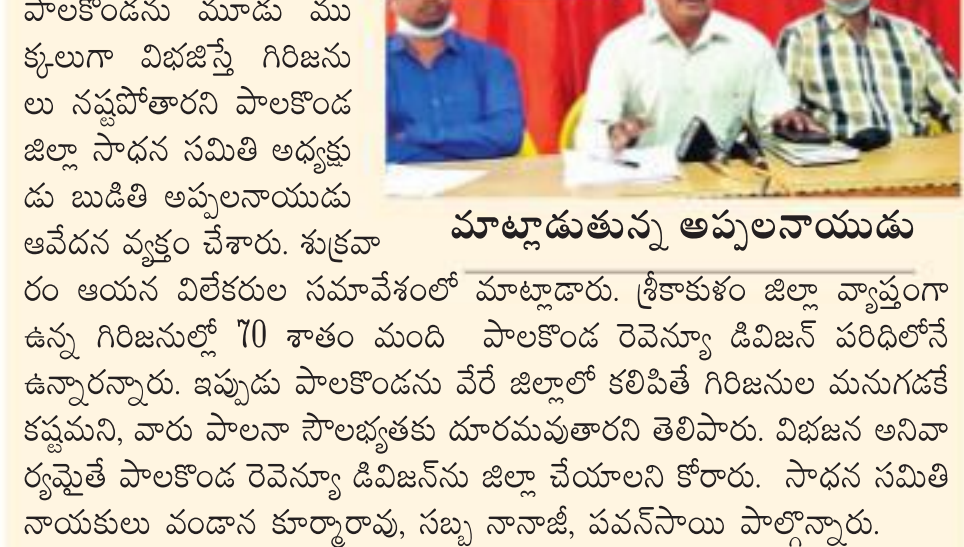 పాలకొండను మూడు ము
క్కలుగా విభజిస్తే గిరిజను
లు నష్టపోతారని పాలకొండ
జిల్లా సాధన సమితి అధ్యక్షు
డు బుడితి అప్పలనాయుడు
ఆవేదన వ్యక్తం చేశారు. శుక్రవా
రం ఆయన విలేకరుల సమావేశంలో మాట్లాడారు. శ్రీకాకుళం జిల్లా వ్యాప్తంగా
ఉన్న గిరిజనుల్లో 70 శాతం మంది పాలకొండ రెవెన్యూ డివిజన్ పరిధిలోనే
ఉన్నారన్నారు. ఇప్పుడు పాలకొండను వేరే జిల్లాలో కలిపితే గిరిజనుల మనుగడకే
కష్టమని, వారు పాలనా సౌలభ్యతకు దూరమవుతారని తెలిపారు. విభజన అనివా
ర్యమైతే పాలకొండ రెవెన్యూ డివిజన్‌ను జిల్లా చేయాలని కోరారు. సాధన సమితి
నాయకులు వండాన కూర్మారావు, సబ్బ నానాజీ, పవన్‌సాయి పాల్గొన్నారు.
మాట్లాడుతున్న అప్పలనాయుడు